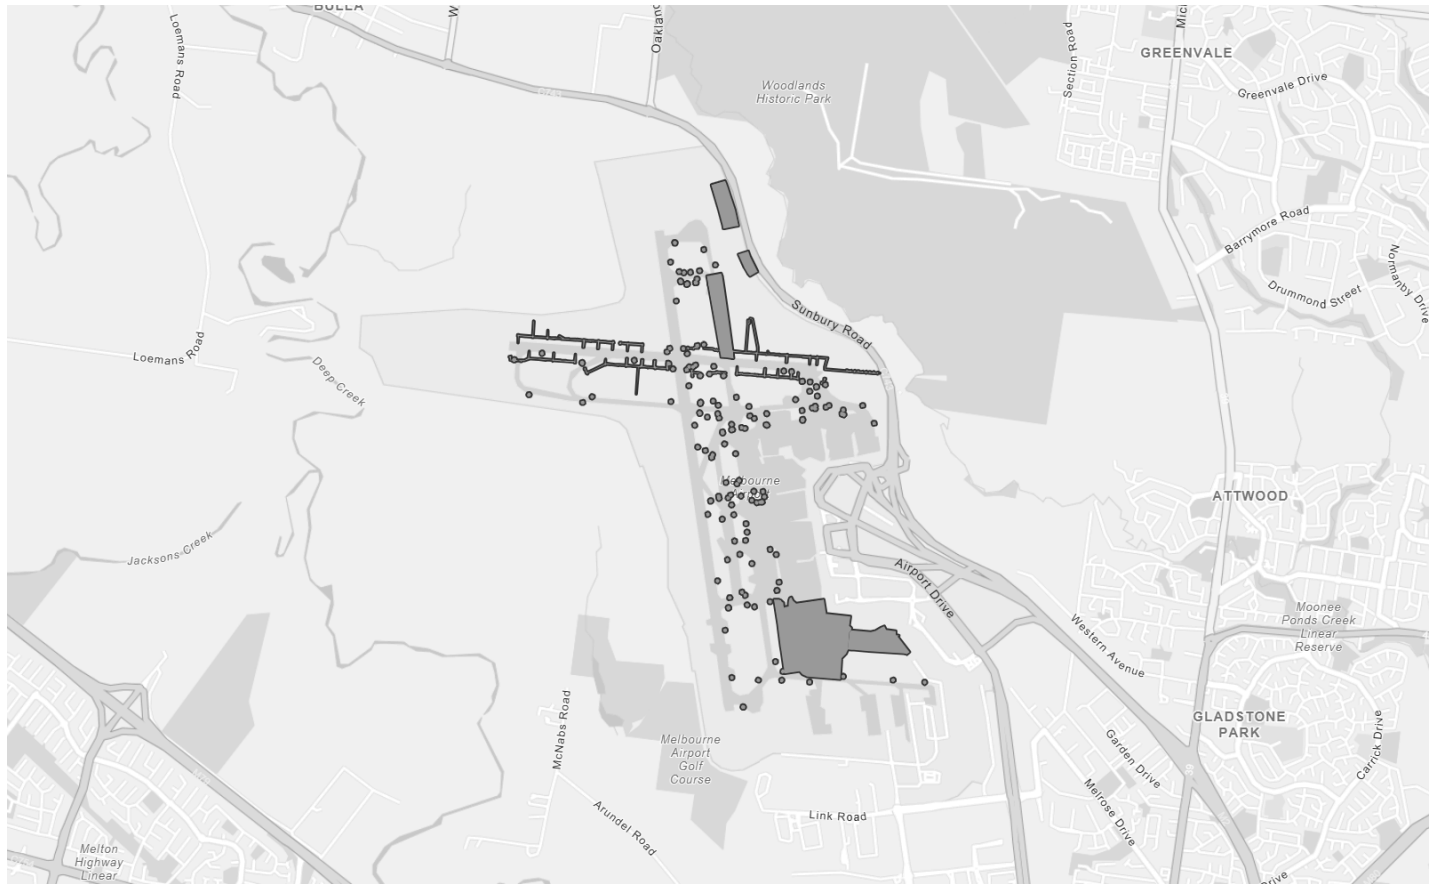 BULLA
Loemans Road
Woodlands
Historic Park
Section Road
GREENVALE
Greenvale Drive
Barrymore Road
Normanby Drive
Drummond Street
Sunbury Road
Loemans Road
Deep Creek
Melbourne
ATTWOOD
Jacksons Creek
Airport Drive
Western Avenue
Moonee
Ponds Creek
Linear
Reserve
McNabs Road
Melbourne
Airport
Golf
Course
GLADSTONE
PARK
Garden Drive
Carrick Drive
Melrose Drive
Link Road
Arundel Road
Melton
Highway
Linear
Drive